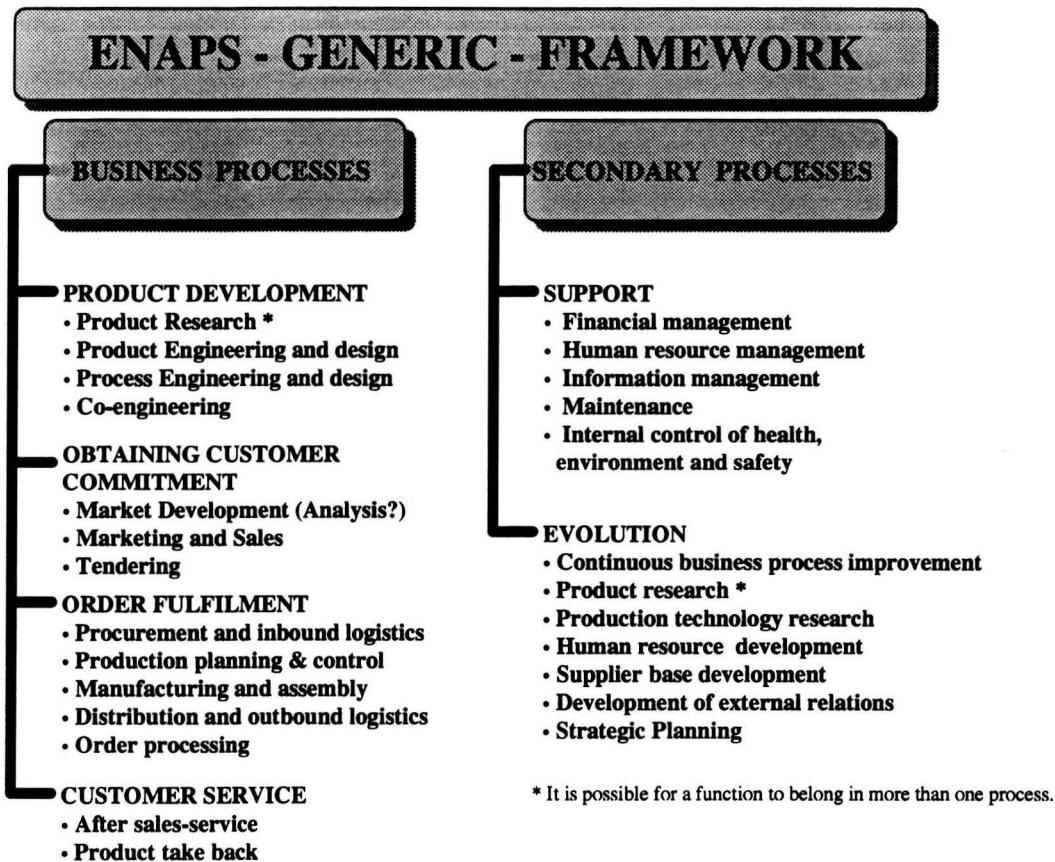 ENAPS - GENERIC - FRAMEWORK
BUSINESS PROCESSES
PRODUCT DEVELOPMENT
• Product Research *
• Product Engineering and design
• Process Engineering and design
• Co-engineering
OBTAINING CUSTOMER
COMMITMENT
• Market Development (Analysis?)
• Marketing and Sales
• Tendering
ORDER FULFILMENT
• Procurement and inbound logistics
• Production planning & control
• Manufacturing and assembly
• Distribution and outbound logistics
• Order processing
CUSTOMER SERVICE
• After sales-service
• Product take back
SECONDARY PROCESSES
SUPPORT
• Financial management
• Human resource management
• Information management
• Maintenance
• Internal control of health,
environment and safety
EVOLUTION
• Continuous business process improvement
• Product research *
• Production technology research
• Human resource development
• Supplier base development
• Development of external relations
• Strategic Planning
* It is possible for a function to belong in more than one process.